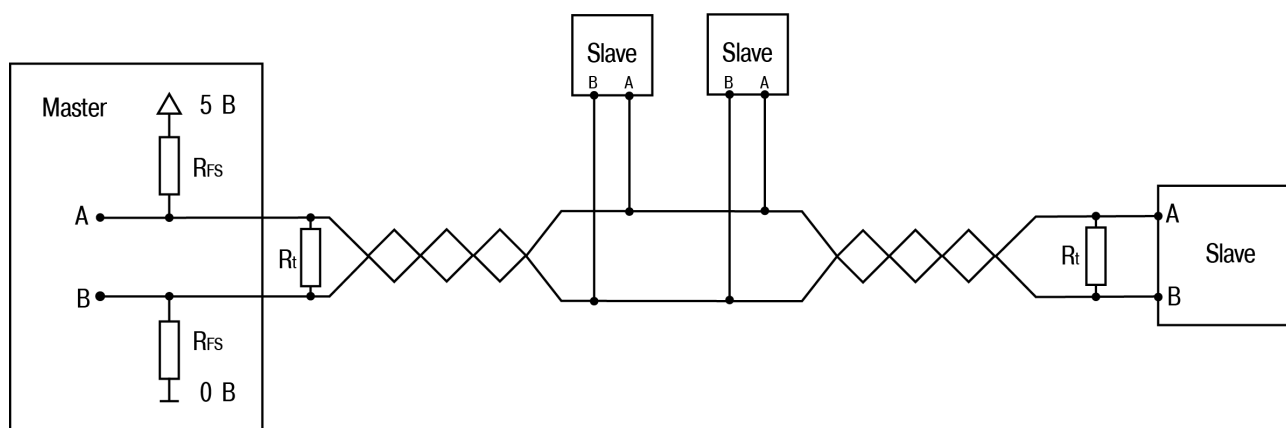 Slave
B A
Slave
B A
Master
5 В
RFS
A
Rt
B
RFS
0 В
Rt
A
Slave
B